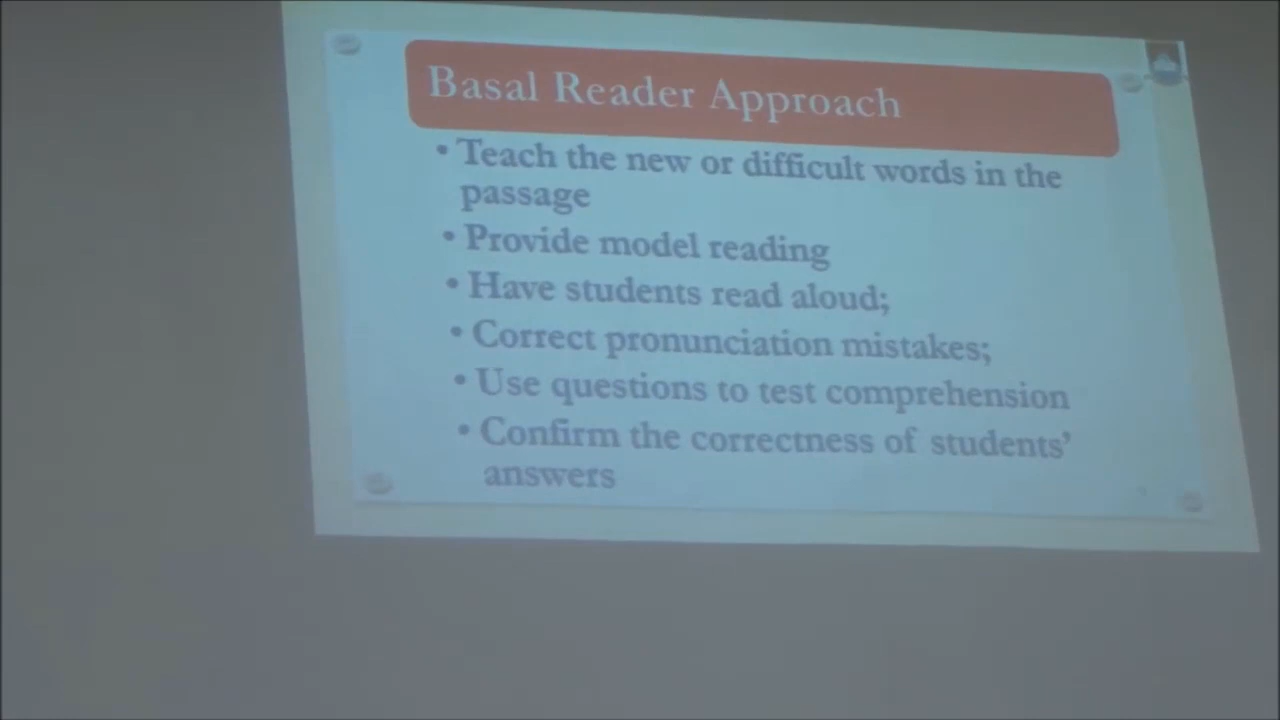 Basal Reader Approach
• Teach the new or difficult words in the
passage
• Provide model reading
• Have students read aloud;
• Correct pronunciation mistakes;
• Use questions to test comprehension
• Confirm the correctness of students’
answers